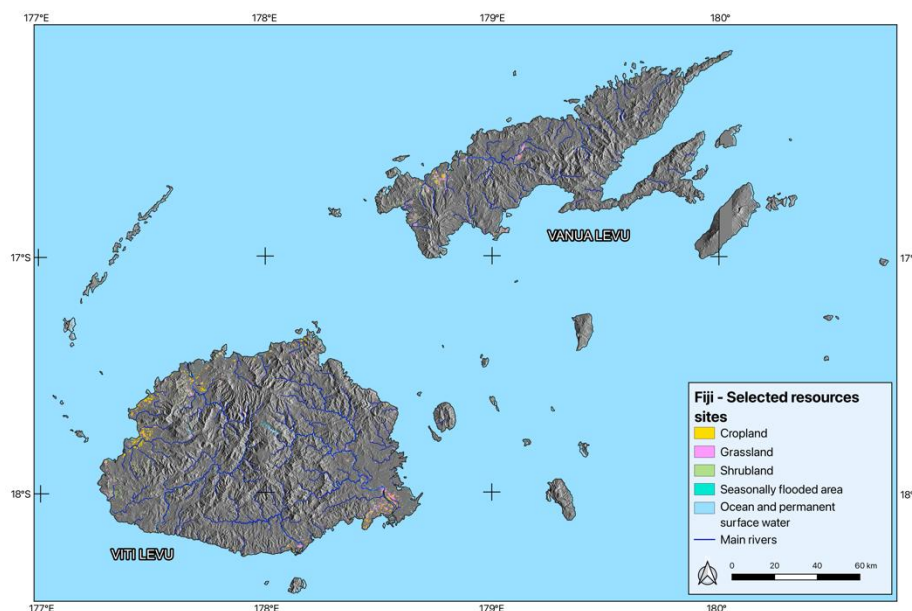 177°E
178°E
179°E
180°
VANUA LEVU
17°S
17°
Fiji - Selected resources
sites
Cropland
Grassland
Shrubland
Seasonally flooded area
Ocean and permanent
surface water
Main rivers
0 20 40 60 km
18°S
18°
VITI LEVU
177°E
178°E
179°E
180°